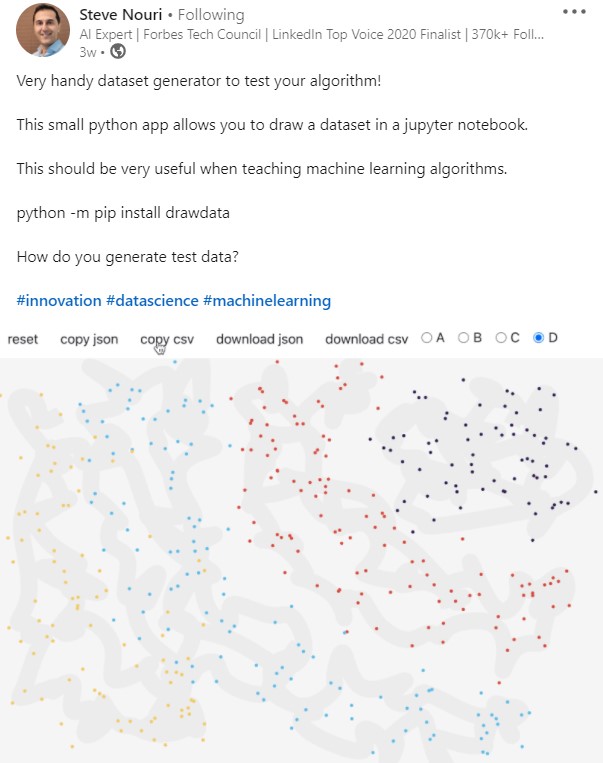 Steve Nouri • Following
AI Expert | Forbes Tech Council | LinkedIn Top Voice 2020 Finalist | 370k+ Foll...
3w •
Very handy dataset generator to test your algorithm!
This small python app allows you to draw a dataset in a jupyter notebook.
This should be very useful when teaching machine learning algorithms.
python -m pip install drawdata
How do you generate test data?
#innovation #datascience #machinelearning
reset copy json copy csv download json download csv A B C D